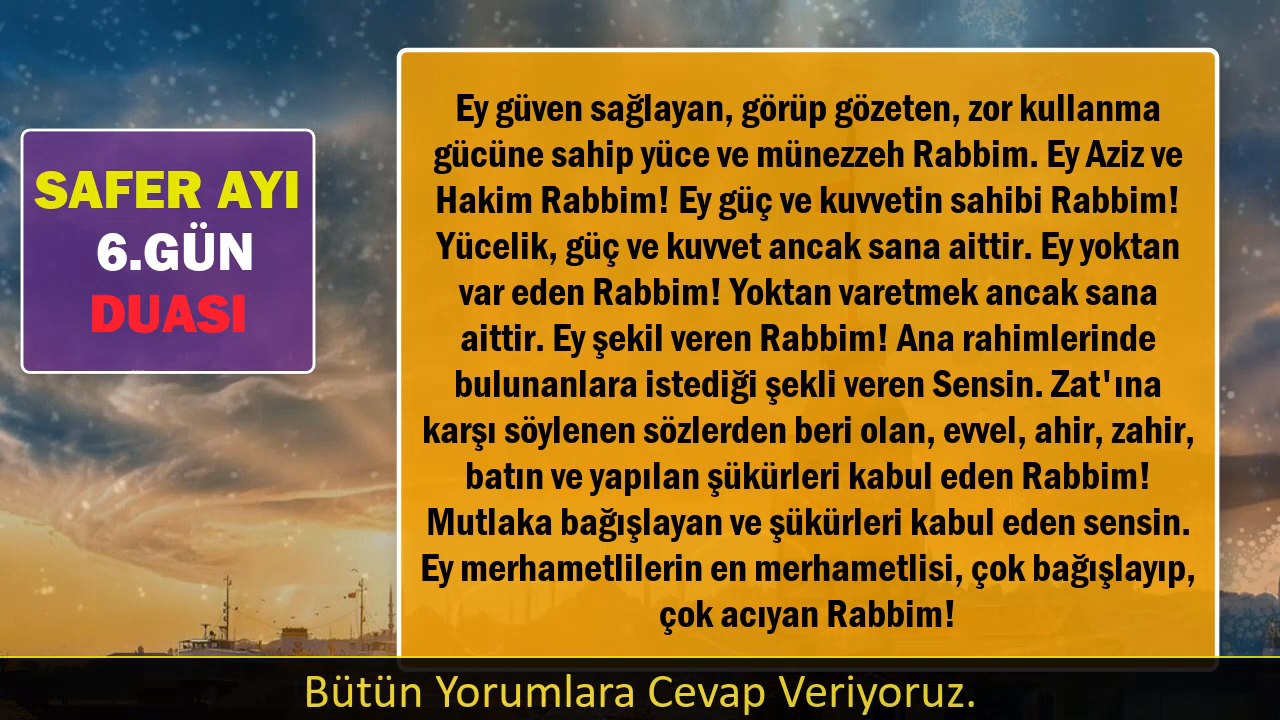 SAFER AYI
6.GÜN
DUASI
Ey güven sağlayan, görüp gözeten, zor kullanma
gücüne sahip yüce ve münezzeh Rabbim. Ey Aziz ve
Hakim Rabbim! Ey güç ve kuvvetin sahibi Rabbim!
Yücelik, güç ve kuvvet ancak sana aittir. Ey yoktan
var eden Rabbim! Yoktan varetmek ancak sana
aittir. Ey şekil veren Rabbim! Ana rahimlerinde
bulunanlara istediği şekli veren Sensin. Zat'ına
karşı söylenen sözlerden beri olan, evvel, ahir, zahir,
batın ve yapılan şükürleri kabul eden Rabbim!
Mutlaka bağışlayan ve şükürleri kabul eden sensin.
Ey merhametlilerin en merhametlisi, çok bağışlayıp,
çok acıyan Rabbim!
Bütün Yorumlara Cevap Veriyoruz.